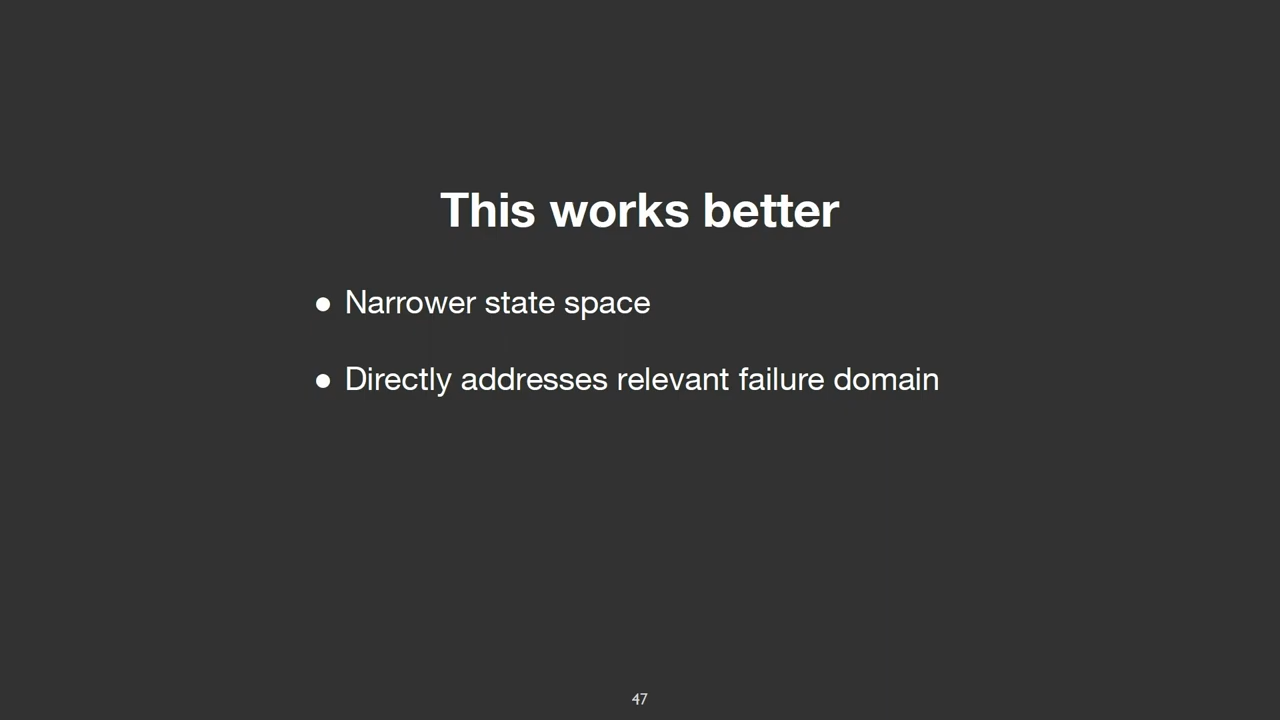 This works better
● Narrower state space
● Directly addresses relevant failure domain
47